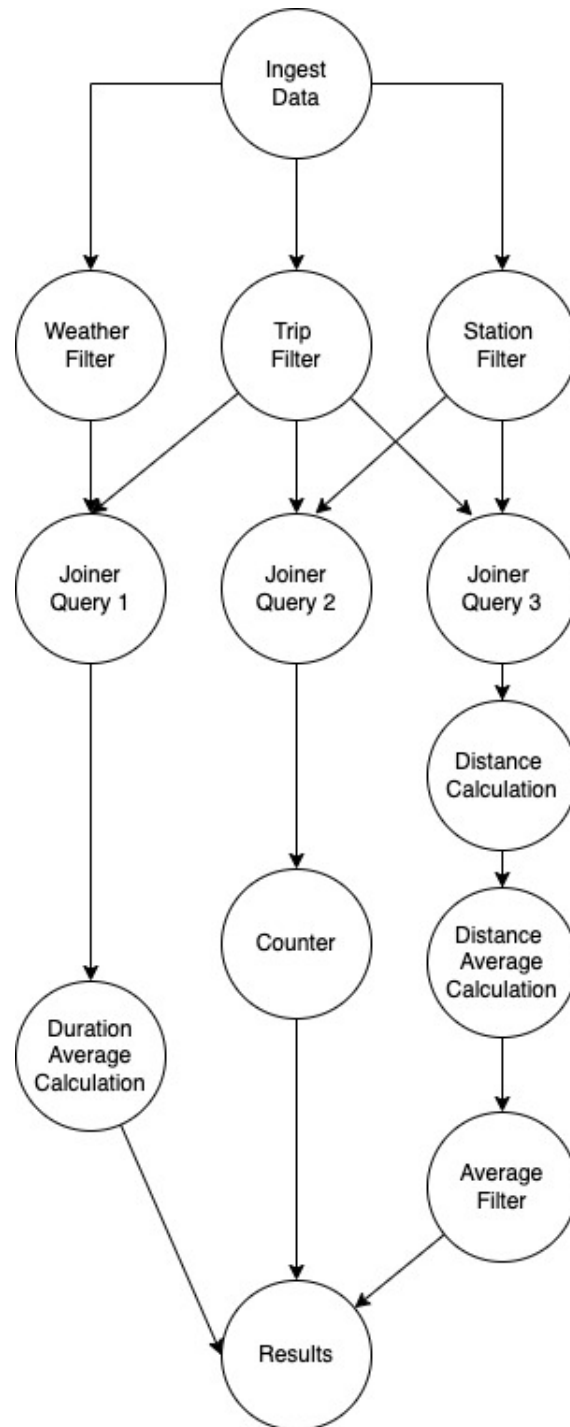 Ingest
Data
Weather
Filter
Trip
Filter
Station
Filter
Joiner
Query 1
Joiner
Query 2
Joiner
Query 3
Distance
Calculation
Counter
Distance
Average
Calculation
Duration
Average
Calculation
Average
Filter
Results